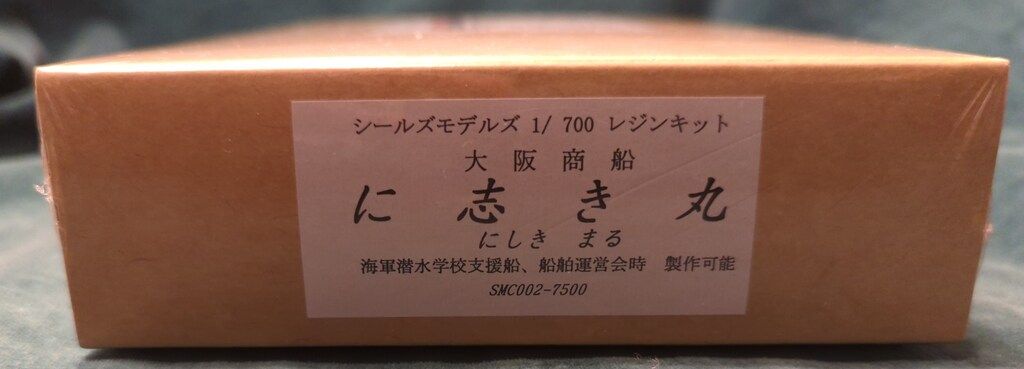 シールズモデルズ 1/ 700 レジンキット
大阪商船
に志き丸
にしき まる
海軍潜水学校支援船、船舶運営会時 製作可能
SMC002-7500